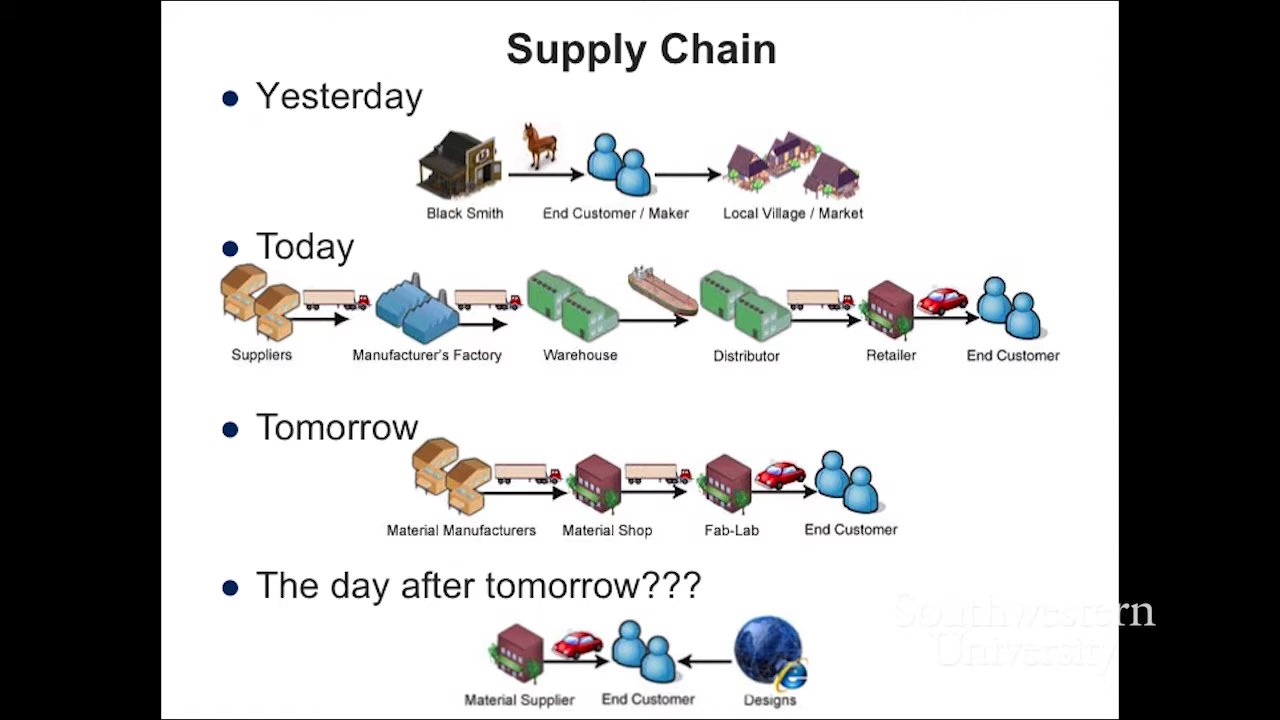 Supply Chain
Yesterday
Black Smith
End Customer / Maker
Local Village / Market
Today
Suppliers
Manufacturer's Factory
Warehouse
Distributor
Retailer
End Customer
Tomorrow
Material Manufacturers
Material Shop
Fab-Lab
End Customer
The day after tomorrow???
Southwestern
University
Material Supplier
End Customer
Designs